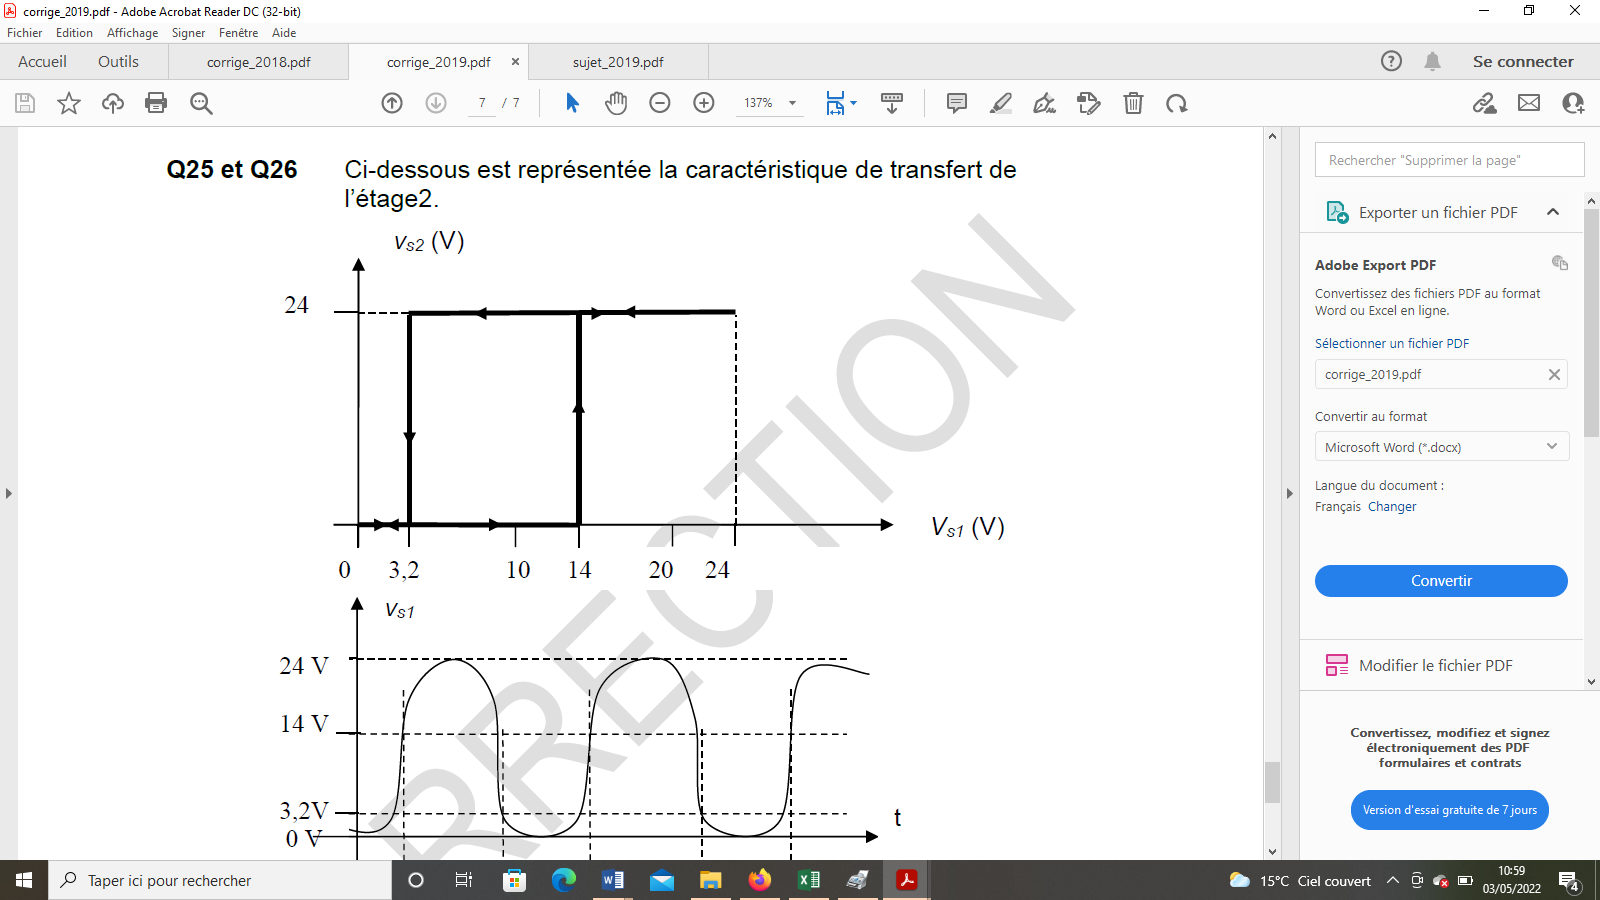 corrige_2019.pdf - Adobe Acrobat Reader DC (32-bit)
Fichier Edition Affichage Signer Fenêtre Aide
Accueil Outils corrige_2018.pdf corrige_2019.pdf × sujet_2019.pdf ? Se connecter
7 / 7 137%
Q25 et Q26 Ci-dessous est représentée la caractéristique de transfert de
l'étage2.
vs2 (V)
24
Vs1 (V)
0 3,2 10 14 20 24
vs1
24 V
14 V
3,2V
t
0 V
RRECTION
Rechercher "Supprimer la page"
Exporter un fichier PDF
Adobe Export PDF
Convertissez des fichiers PDF au format
Word ou Excel en ligne.
Sélectionner un fichier PDF
corrige_2019.pdf
Convertir au format
Microsoft Word (*.docx)
Langue du document :
Français Changer
Convertir
Modifier le fichier PDF
Convertissez, modifiez et signez
électroniquement des PDF
formulaires et contrats
Version d'essai gratuite de 7 jours
Taper ici pour rechercher
15°C Ciel couvert
10:59
03/05/2022
4